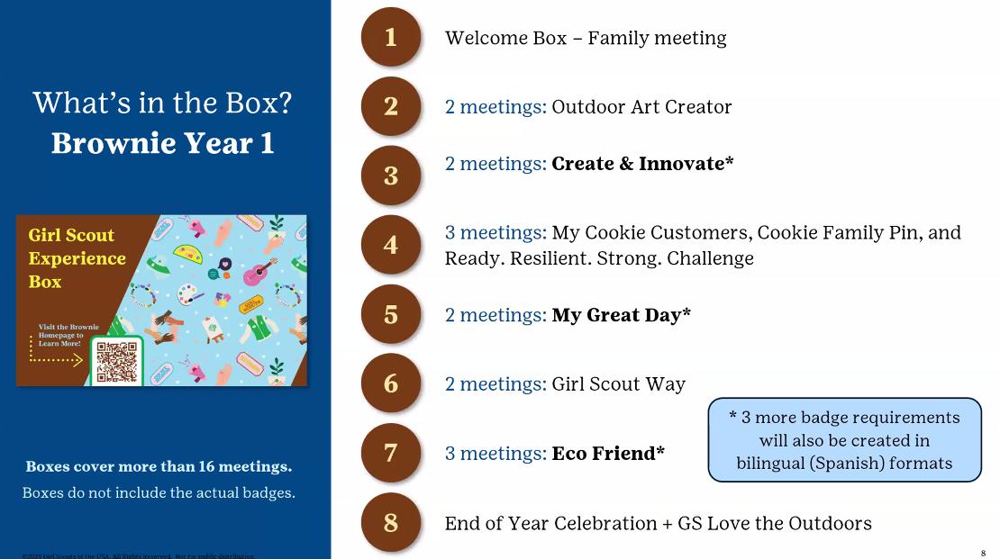 What's in the Box?
Brownie Year 1
Girl Scout
Experience
Box
Visit the Brownie
Homepage to
Learn More!
Boxes cover more than 16 meetings.
Boxes do not include the actual badges.
1
Welcome Box – Family meeting
2
2 meetings: Outdoor Art Creator
3
2 meetings: Create & Innovate*
4
3 meetings: My Cookie Customers, Cookie Family Pin, and
Ready. Resilient. Strong. Challenge
5
2 meetings: My Great Day*
6
2 meetings: Girl Scout Way
* 3 more badge requirements
will also be created in
bilingual (Spanish) formats
7
3 meetings: Eco Friend*
8
End of Year Celebration + GS Love the Outdoors
Girl Scouts of the USA. All Rights Reserved. Not for public distribution.
8